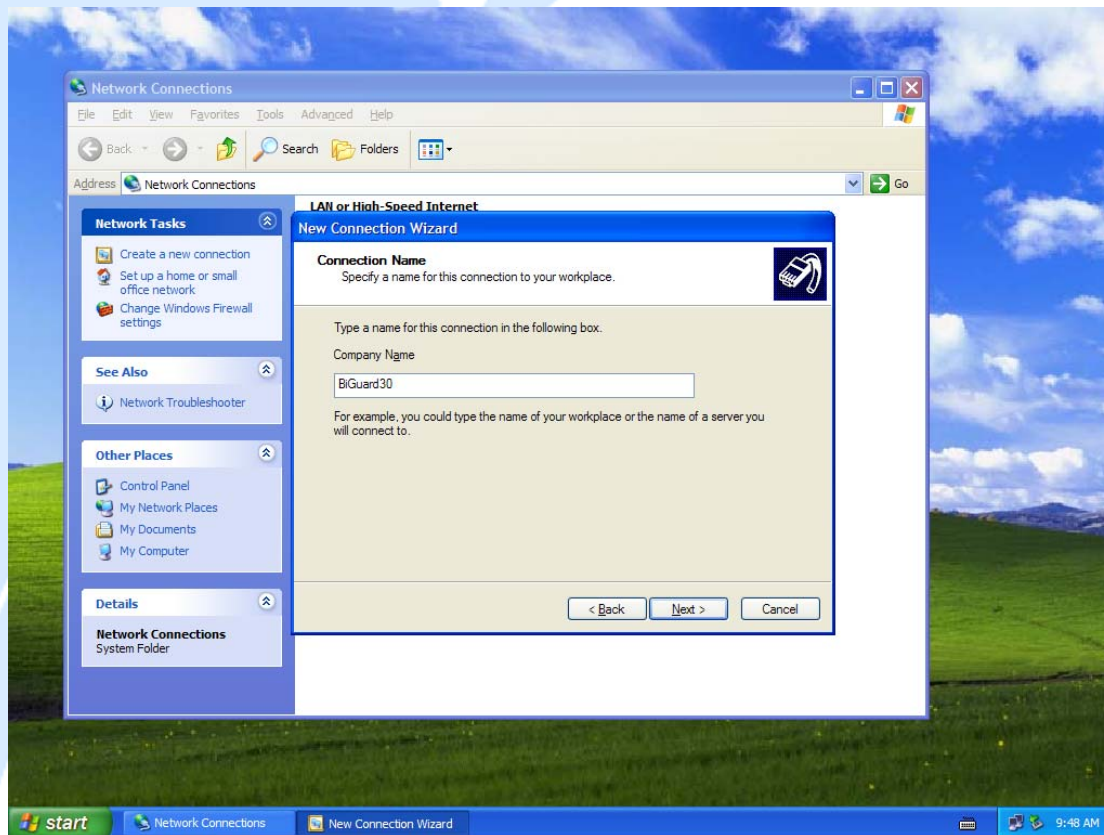 Network Connections
File Edit View Favorites Tools Advanced Help
Back Search Folders
Address Network Connections Go
Network Tasks
Create a new connection
Set up a home or small
office network
Change Windows Firewall
settings
See Also
Network Troubleshooter
Other Places
Control Panel
My Network Places
My Documents
My Computer
Details
Network Connections
System Folder
LAN or High-Speed Internet
New Connection Wizard
Connection Name
Specify a name for this connection to your workplace.
Type a name for this connection in the following box.
Company Name
BiGuard30
For example, you could type the name of your workplace or the name of a server you
will connect to.
< Back Next > Cancel
start Network Connections New Connection Wizard 9:48 AM